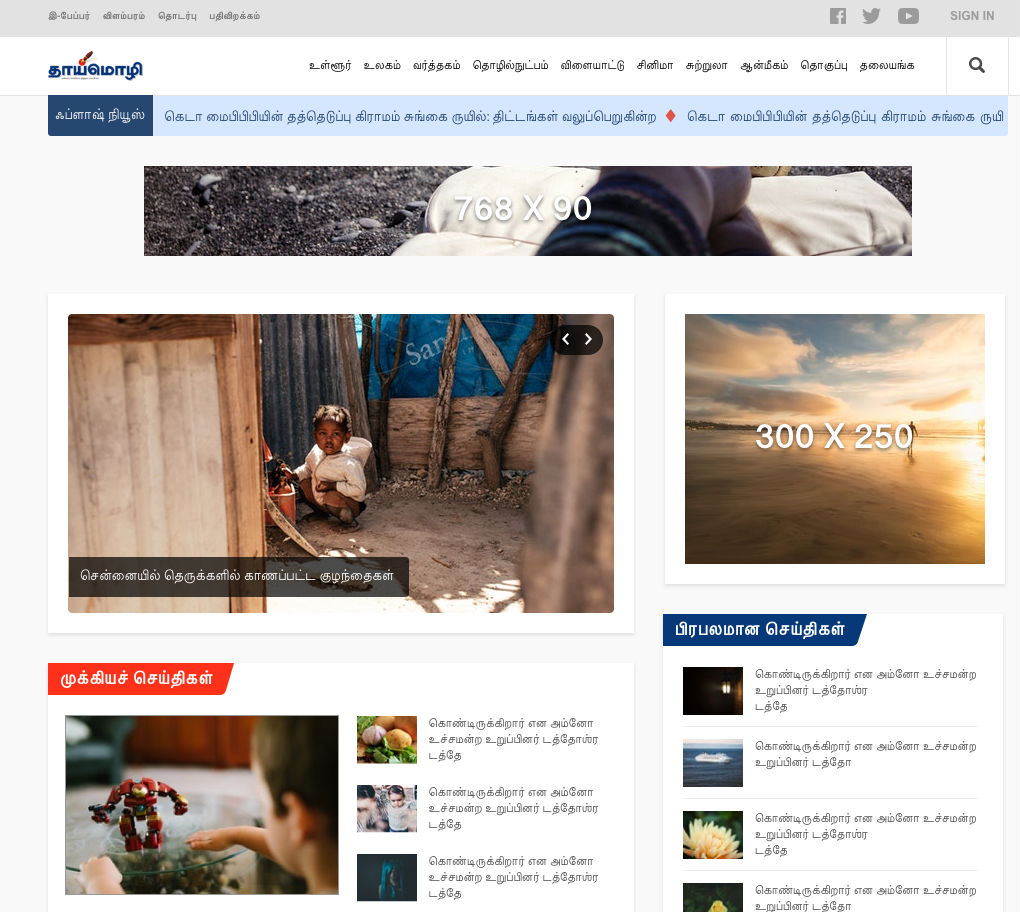 இ-பேப்பர் விளம்பரம் தொடர்பு பதிவிறக்கம்
SIGN IN
தாய்மொழி
உள்ளூர் உலகம் வர்த்தகம் தொழில்நுட்பம் விளையாட்டு சினிமா சுற்றுலா ஆன்மீகம் தொகுப்பு தலையங்க
ஃப்ளாஷ் நியூஸ்
கெடா மைபிபிபியின் தத்தெடுப்பு கிராமம் சுங்கை ருயில்: திட்டங்கள் வலுப்பெறுகின்ற
கெடா மைபிபிபியின் தத்தெடுப்பு கிராமம் சுங்கை ருயி
768 X 90
சென்னையில் தெருக்களில் காணப்பட்ட குழந்தைகள்
300 X 250
முக்கியச் செய்திகள்
கொண்டிருக்கிறார் என அம்னோ
உச்சமன்ற உறுப்பினர் டத்தோஸ்ர
டத்தே
கொண்டிருக்கிறார் என அம்னோ
உச்சமன்ற உறுப்பினர் டத்தோஸ்ர
டத்தே
கொண்டிருக்கிறார் என அம்னோ
உச்சமன்ற உறுப்பினர் டத்தோஸ்ர
டத்தே
பிரபலமான செய்திகள்
கொண்டிருக்கிறார் என அம்னோ உச்சமன்ற
உறுப்பினர் டத்தோஸ்ர
டத்தே
கொண்டிருக்கிறார் என அம்னோ உச்சமன்ற
உறுப்பினர் டத்தோ
கொண்டிருக்கிறார் என அம்னோ உச்சமன்ற
உறுப்பினர் டத்தோஸ்ர
டத்தே
கொண்டிருக்கிறார் என அம்னோ உச்சமன்ற
உறுப்பினர் டத்தோ